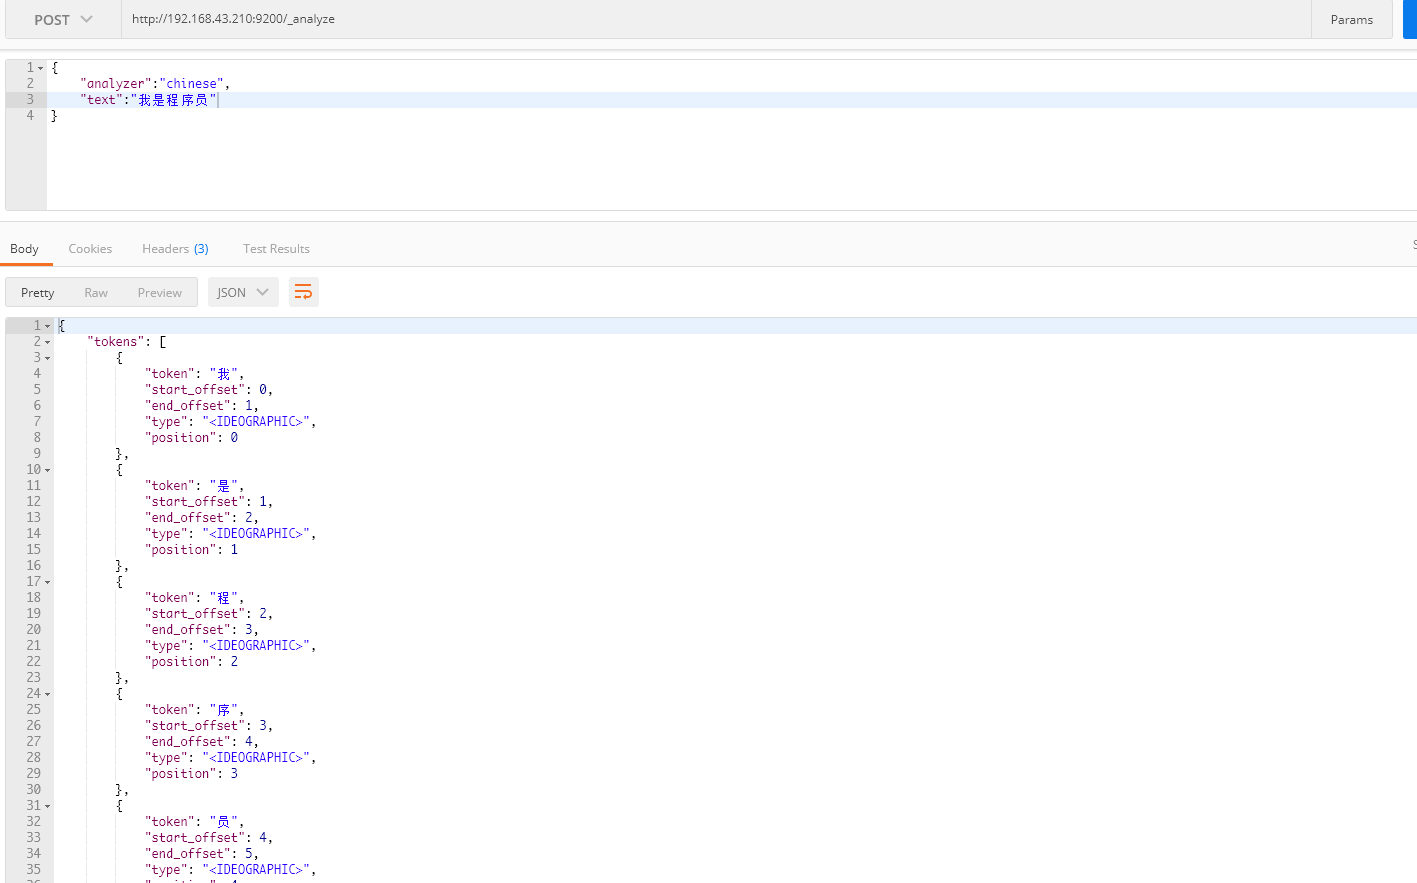 POST
http://192.168.43.210:9200/_analyze
Params
1 {
2 "analyzer":"chinese",
3 "text":"我是程序员"
4 }
Body Cookies Headers (3) Test Results
Pretty Raw Preview JSON
1 {
2 "tokens": [
3 {
4 "token": "我",
5 "start_offset": 0,
6 "end_offset": 1,
7 "type": "<IDEOGRAPHIC>",
8 "position": 0
9 },
10 {
11 "token": "是",
12 "start_offset": 1,
13 "end_offset": 2,
14 "type": "<IDEOGRAPHIC>",
15 "position": 1
16 },
17 {
18 "token": "程",
19 "start_offset": 2,
20 "end_offset": 3,
21 "type": "<IDEOGRAPHIC>",
22 "position": 2
23 },
24 {
25 "token": "序",
26 "start_offset": 3,
27 "end_offset": 4,
28 "type": "<IDEOGRAPHIC>",
29 "position": 3
30 },
31 {
32 "token": "员",
33 "start_offset": 4,
34 "end_offset": 5,
35 "type": "<IDEOGRAPHIC>",